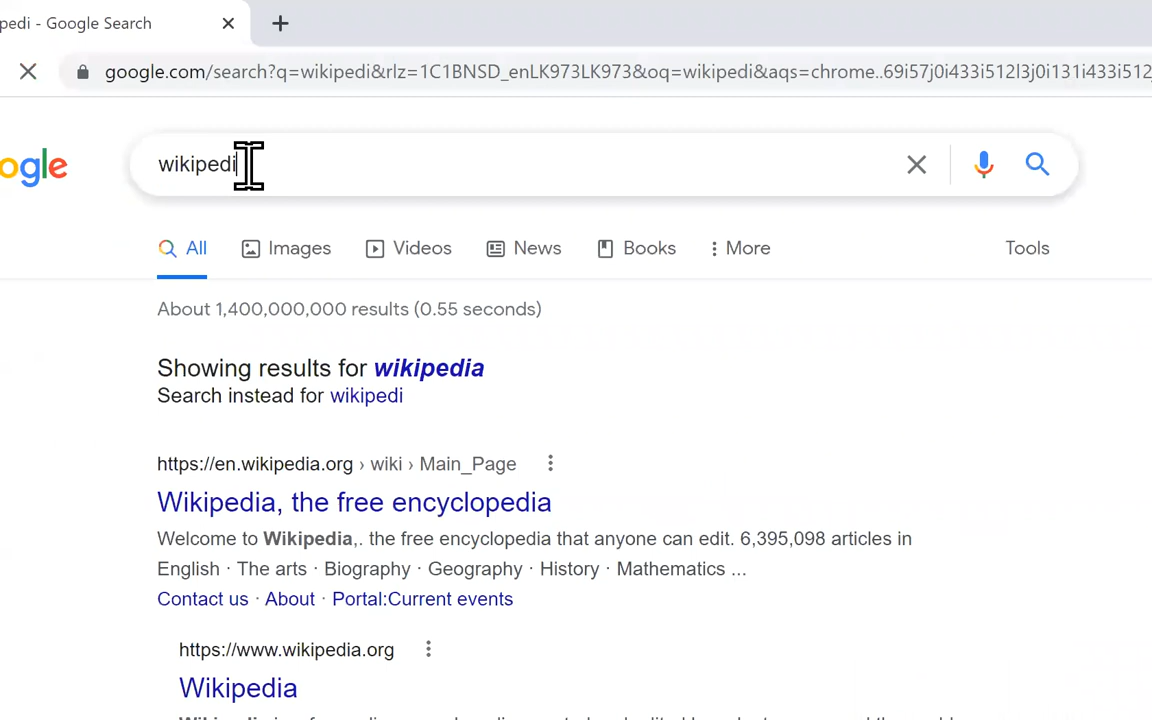 pedi - Google Search
google.com/search?q=wikipedi&rlz=1C1BNSD_enLK973LK973&oq=wikipedi&aqs=chrome..69i57j0i433i512l3j0i131i433i512j
ogle
wikipedi
All Images Videos News Books More Tools
About 1,400,000,000 results (0.55 seconds)
Showing results for wikipedia
Search instead for wikipedi
https://en.wikipedia.org › wiki › Main_Page
Wikipedia, the free encyclopedia
Welcome to Wikipedia,. the free encyclopedia that anyone can edit. 6,395,098 articles in
English · The arts · Biography · Geography · History · Mathematics ...
Contact us · About · Portal:Current events
https://www.wikipedia.org
Wikipedia